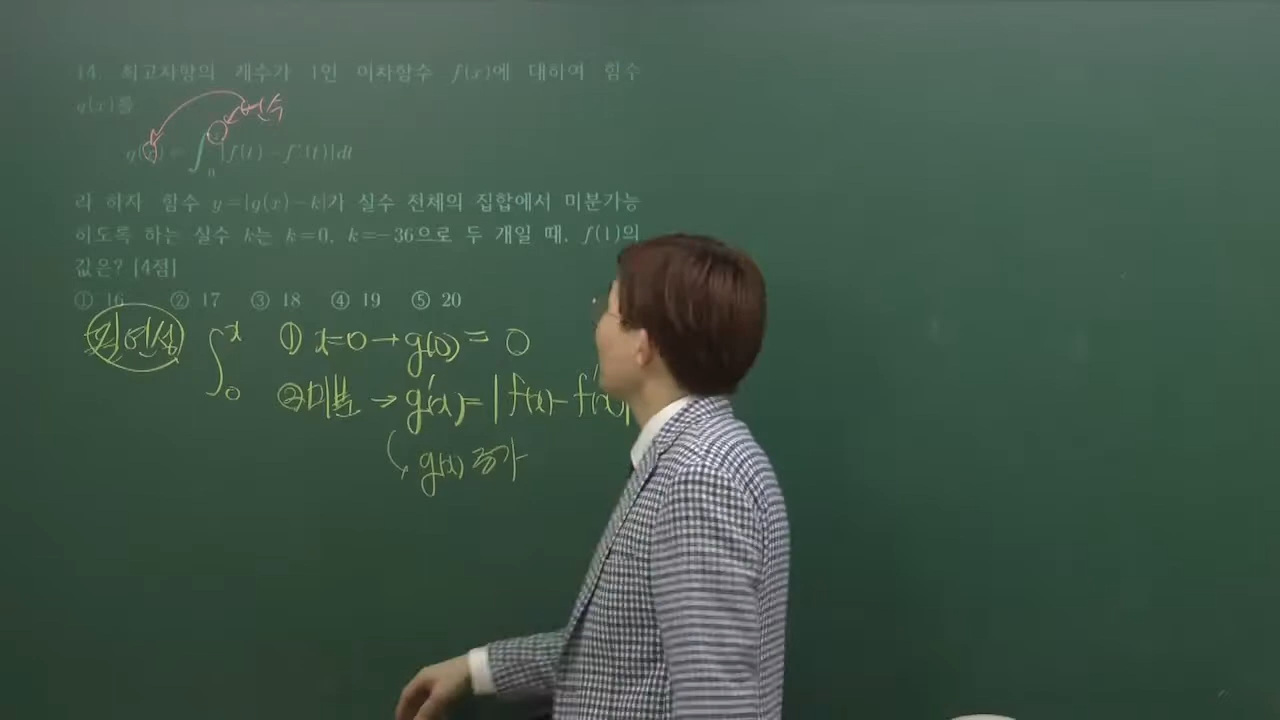 14. 최고차항의 계수가 1인 이차함수 f(x)에 대하여 함수
g(x)를
변수
g(x) = ∫₀ˣ |f(t) − f′(t)|dt
라 하자. 함수 y=|g(x)−k|가 실수 전체의 집합에서 미분가능
하도록 하는 실수 k는 k=0, k=−36으로 두 개일 때, f(1)의
값은? [4점]
① 16 ② 17 ③ 18 ④ 19 ⑤ 20
필연성 ∫₀ˣ ① x=0 → g(0) = 0
②미분 → g′(x)= |f(x)− f′(x)|
g(x) 증가